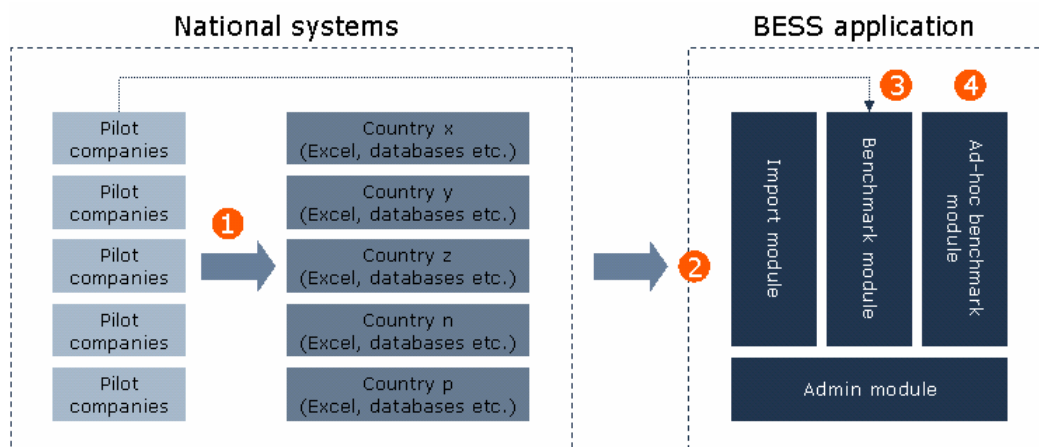 National systems
BESS application
Pilot
companies
Country x
(Excel, databases etc.)
Pilot
companies
Country y
(Excel, databases etc.)
Pilot
companies
1
Country z
(Excel, databases etc.)
Pilot
companies
Country n
(Excel, databases etc.)
Pilot
companies
Country p
(Excel, databases etc.)
2
3
4
Import module
Benchmark module
Ad-hoc benchmark
module
Admin module